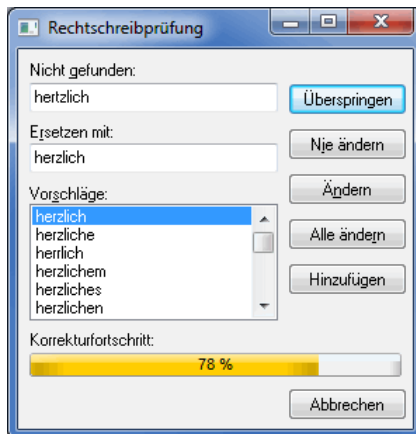 Rechtschreibprüfung
Nicht gefunden:
hertzlich
Überspringen
Ersetzen mit:
herzlich
Nie ändern
Vorschläge:
Ändern
herzlich
herzliche
herrlich
herzlichem
herzliches
herzlichen
Alle ändern
Hinzufügen
Korrekturfortschritt:
78 %
Abbrechen